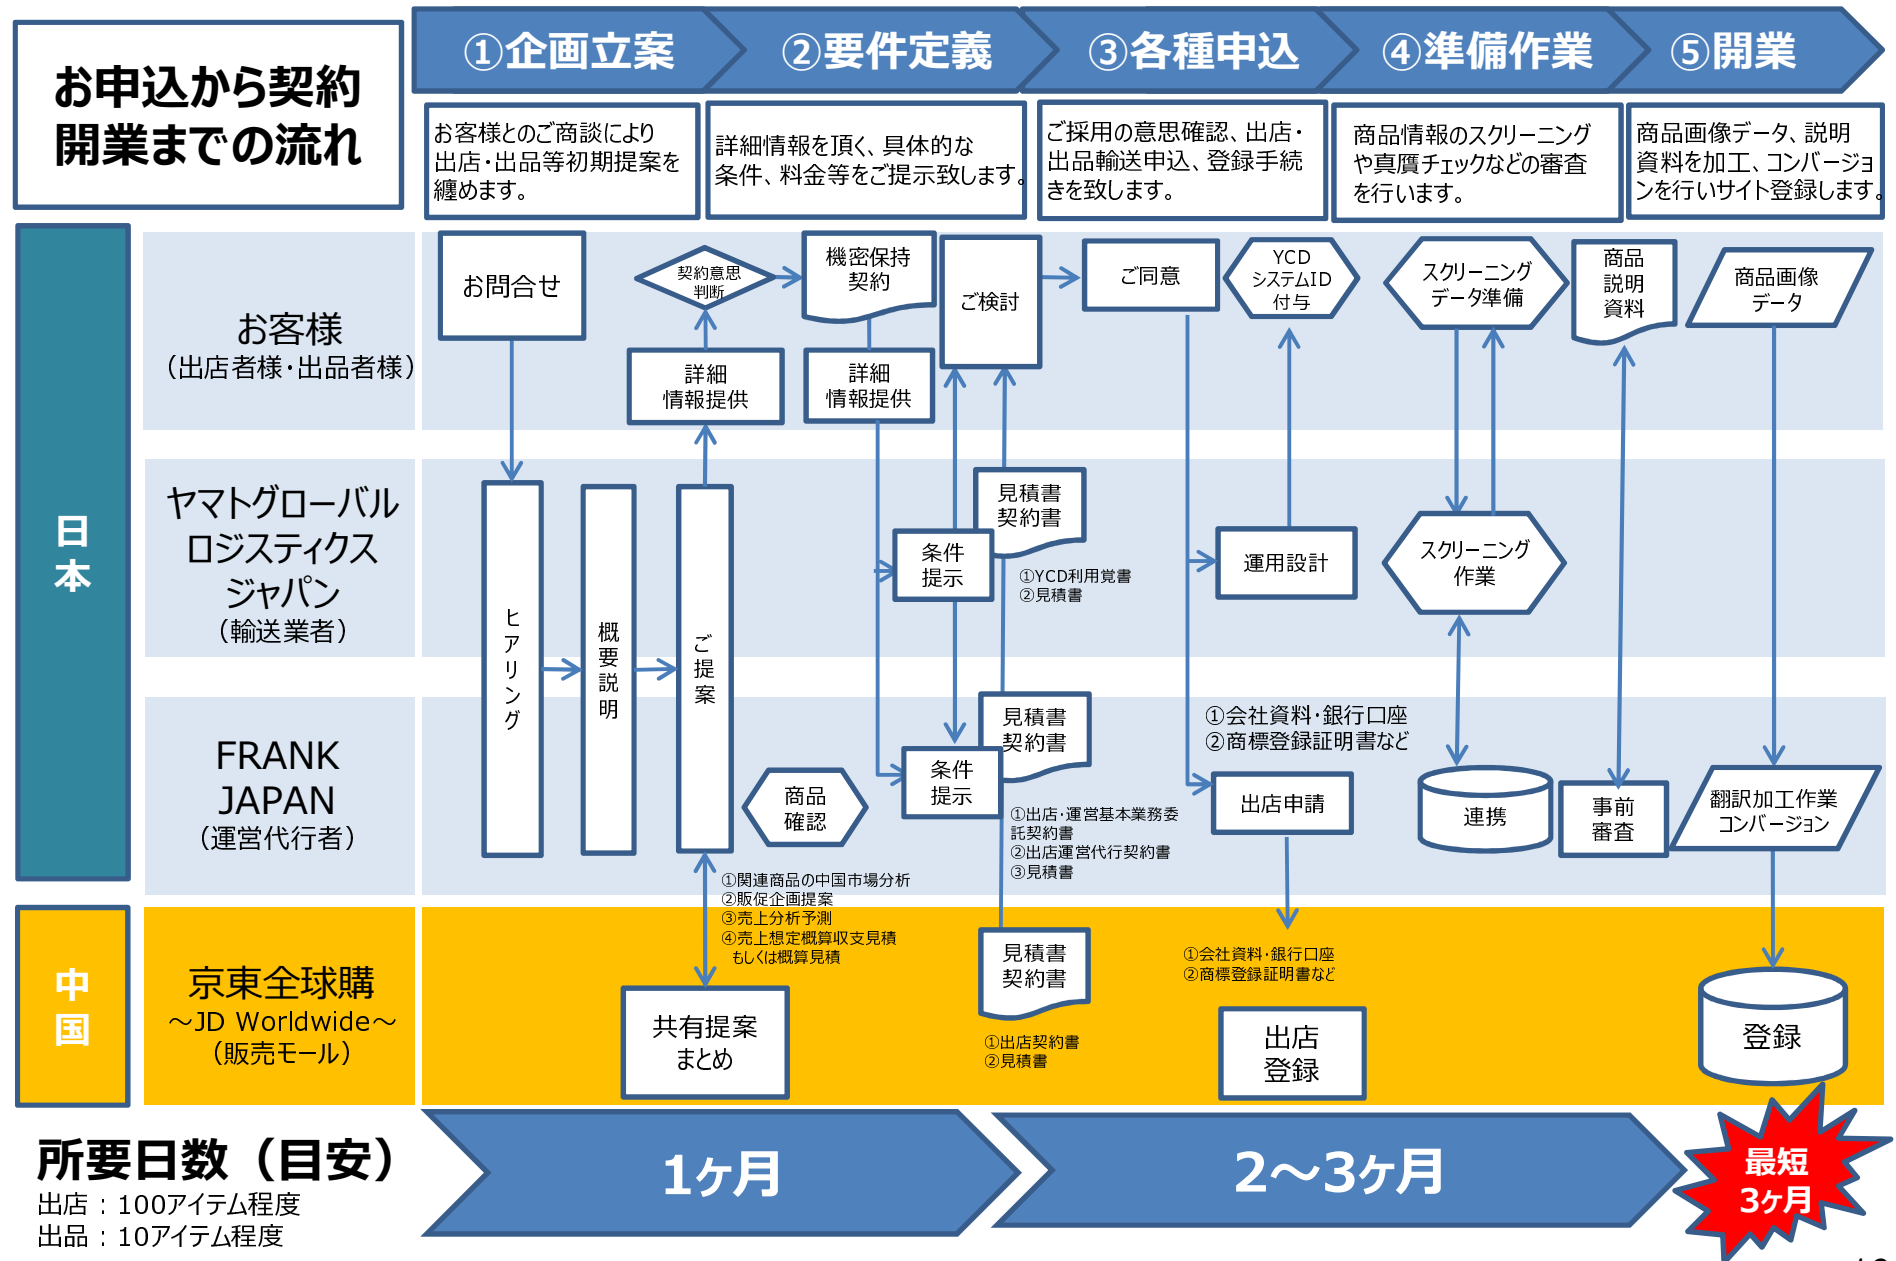 お申込から契約
開業までの流れ
①企画立案
②要件定義
③各種申込
④準備作業
⑤開業
お客様とのご商談により
出店・出品等初期提案を
纏めます。
詳細情報を頂く、具体的な
条件、料金等をご提示致します。
ご採用の意思確認、出店・
出品輸送申込、登録手続
きを致します。
商品情報のスクリーニング
や真贋チェックなどの審査
を行います。
商品画像データ、説明
資料を加工、コンバージョ
ンを行いサイト登録します。
日
本
お客様
（出店者様・出品者様）
お問合せ
契約意思
判断
詳細
情報提供
機密保持
契約
詳細
情報提供
ご検討
ご同意
YCD
システムID
付与
スクリーニング
データ準備
商品
説明
資料
商品画像
データ
ヤマトグローバル
ロジスティクス
ジャパン
（輸送業者）
ヒアリング
概要説明
ご提案
見積書
契約書
条件
提示
①YCD利用覚書
②見積書
運用設計
スクリーニング
作業
FRANK
JAPAN
（運営代行者）
商品
確認
見積書
契約書
条件
提示
①出店・運営基本業務委
託契約書
②出店運営代行契約書
③見積書
①会社資料・銀行口座
②商標登録証明書など
出店申請
連携
事前
審査
翻訳加工作業
コンバージョン
①関連商品の中国市場分析
②販促企画提案
③売上分析予測
④売上想定概算収支見積
もしくは概算見積
中
国
京東全球購
～JD Worldwide～
（販売モール）
共有提案
まとめ
見積書
契約書
①出店契約書
②見積書
①会社資料・銀行口座
②商標登録証明書など
出店
登録
登録
所要日数（目安）
出店：100アイテム程度
出品：10アイテム程度
1ヶ月
2～3ヶ月
最短
3ヶ月